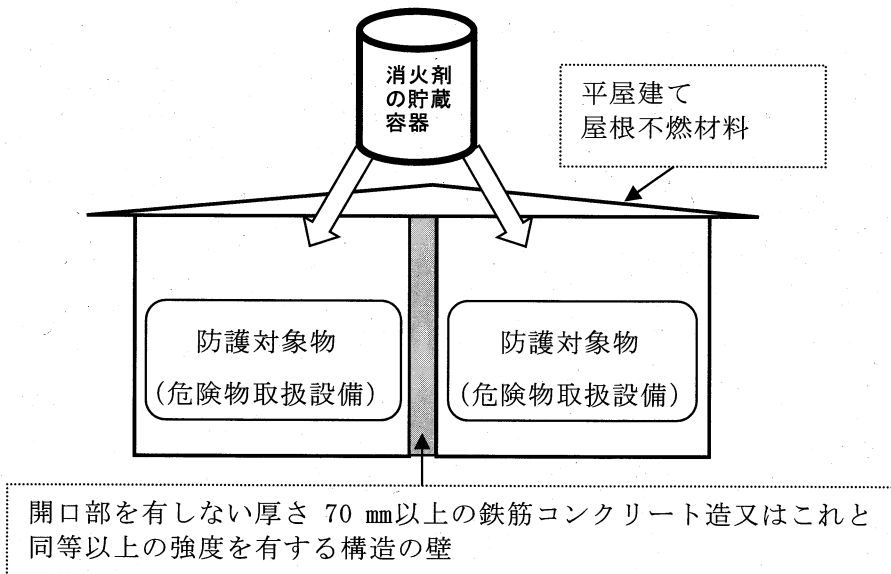 消火剤
の貯蔵
容器
平屋建て
屋根不燃材料
防護対象物
(危険物取扱設備)
防護対象物
(危険物取扱設備)
開口部を有しない厚さ 70 mm以上の鉄筋コンクリート造又はこれと
同等以上の強度を有する構造の壁